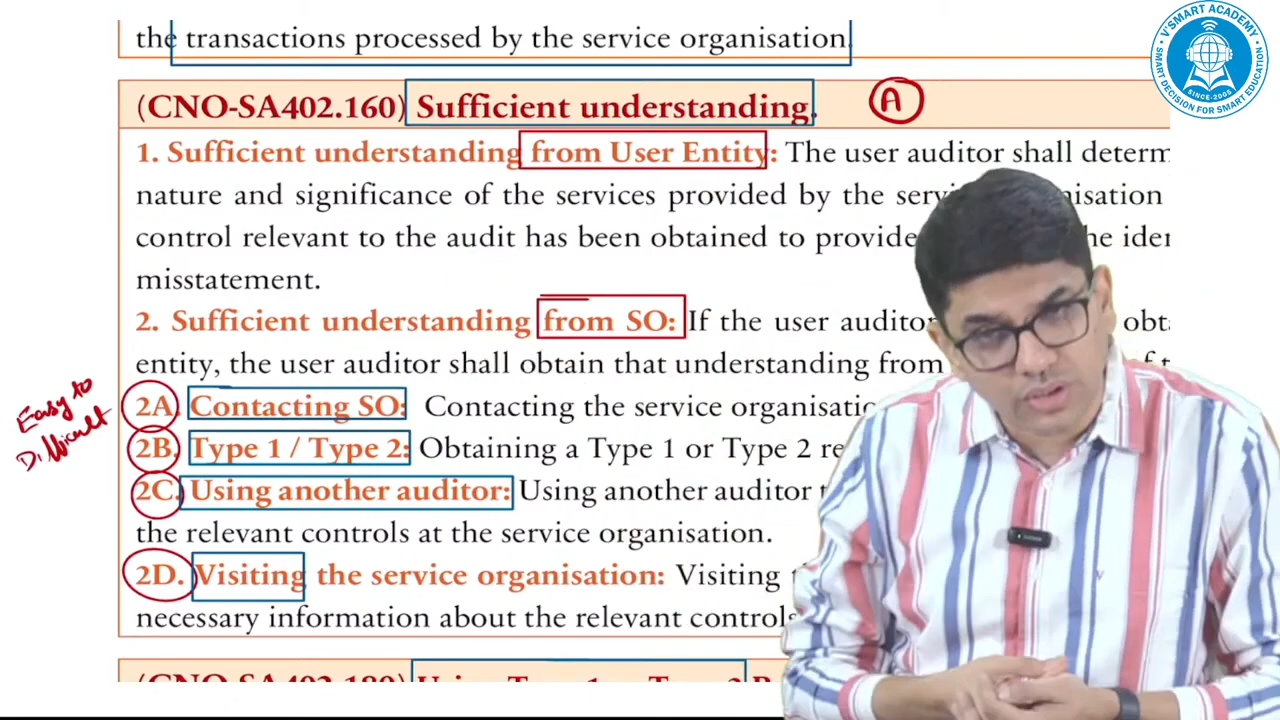 the transactions processed by the service organisation.
(CNO-SA402.160) Sufficient understanding. A
1. Sufficient understanding from User Entity: The user auditor shall
nature and significance of the services provided by the
control relevant to the audit has been obtained to provide
misstatement.
2. Sufficient understanding from SO: If the user auditor
entity, the user auditor shall obtain that understanding from
Easy to
Difficult
2A. Contacting SO: Contacting the service
2B. Type 1 / Type 2: Obtaining a Type 1 or Type 2
2C. Using another auditor: Using another auditor
the relevant controls at the service organisation.
2D. Visiting the service organisation: Visiting
necessary information about the relevant controls
V'SMART ACADEMY
SINCE-2005
SMART DECISION FOR SMART EDUCATION